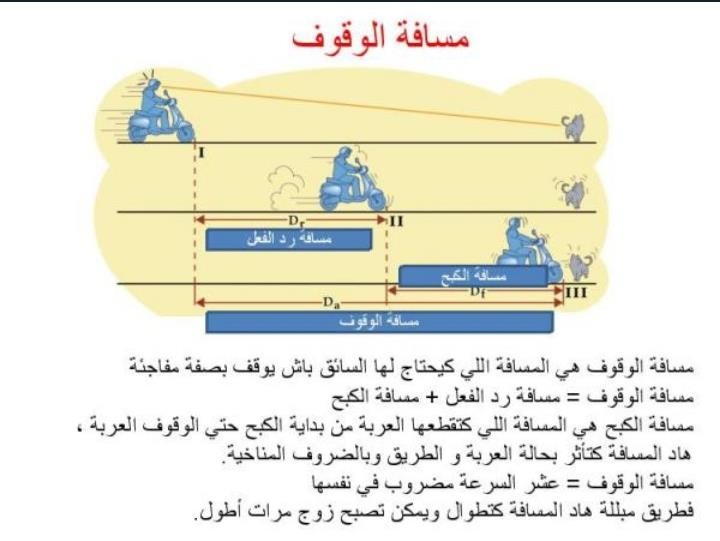 مسافة الوقوف
I
II
Dr
مسافة رد الفعل
مسافة الكبح
Df
III
Da
مسافة الوقوف
مسافة الوقوف هي المسافة اللي كيحتاج لها السائق باش يوقف بصفة مفاجئة
مسافة الوقوف = مسافة رد الفعل + مسافة الكبح
مسافة الكبح هي المسافة اللي كتقطعها العربة من بداية الكبح حتي الوقوف العربة ،
هاد المسافة كتأثر بحالة العربة و الطريق وبالضروف المناخية.
مسافة الوقوف = عشر السرعة مضروب في نفسها
فطريق مبللة هاد المسافة كتطوال ويمكن تصبح زوج مرات أطول.